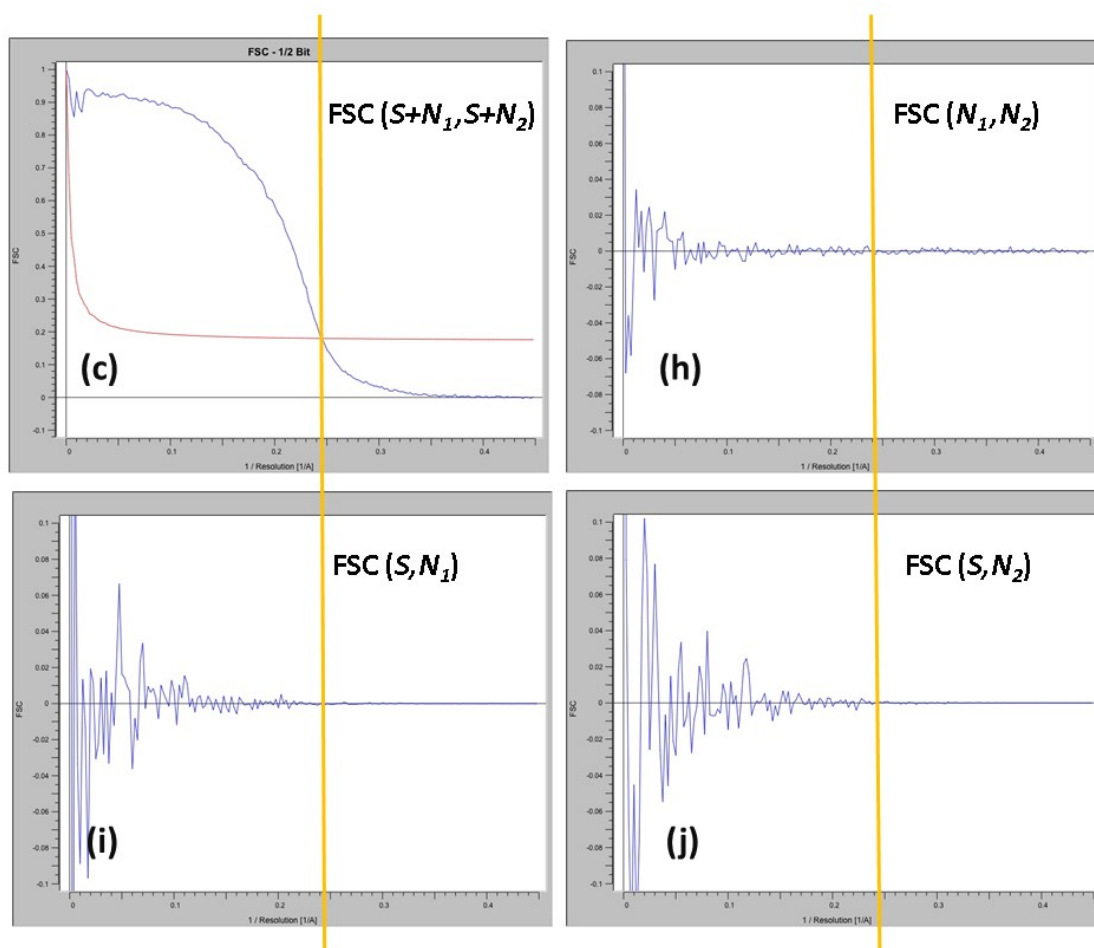 FSC - 1/2 Bit
FSC (S+N1,S+N2)
1
0.9
0.8
0.7
0.6
0.5
0.4
0.3
0.2
0.1
0
-0.1
FSC
(c)
0 0.1 0.2 0.3 0.4
1 / Resolution [1/A]
FSC (N1,N2)
0.1
0.08
0.06
0.04
0.02
0
-0.02
-0.04
-0.06
-0.08
-0.1
FSC
(h)
0 0.1 0.2 0.3 0.4
1 / Resolution [1/A]
FSC (S,N1)
0.1
0.08
0.06
0.04
0.02
0
-0.02
-0.04
-0.06
-0.08
-0.1
FSC
(i)
0 0.1 0.2 0.3 0.4
1 / Resolution [1/A]
FSC (S,N2)
0.1
0.08
0.06
0.04
0.02
0
-0.02
-0.04
-0.06
-0.08
-0.1
FSC
(j)
0 0.1 0.2 0.3 0.4
1 / Resolution [1/A]